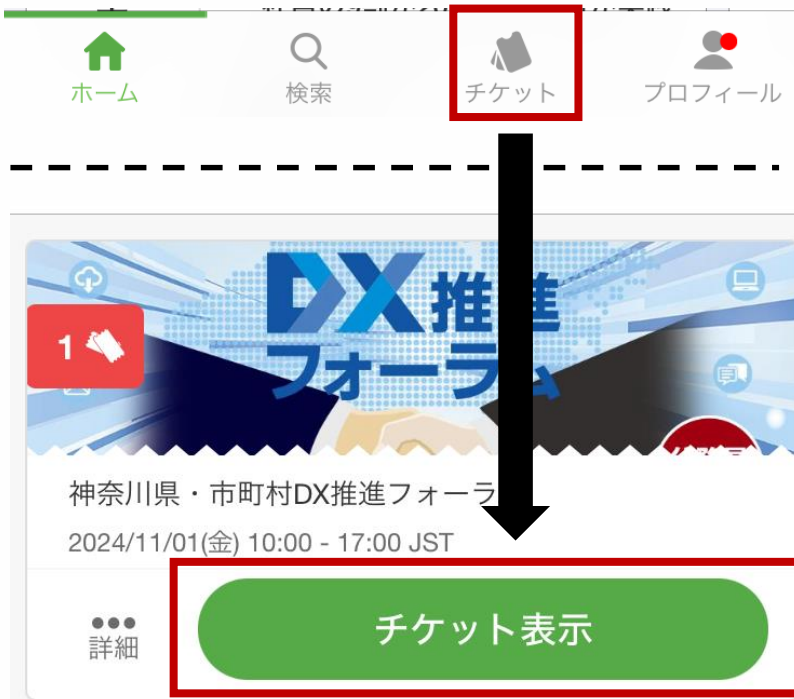 ホーム
検索
チケット
プロフィール
DX推進
フォーラム
1
神奈川県・市町村DX推進フォーラ
2024/11/01(金) 10:00 - 17:00 JST
詳細
チケット表示